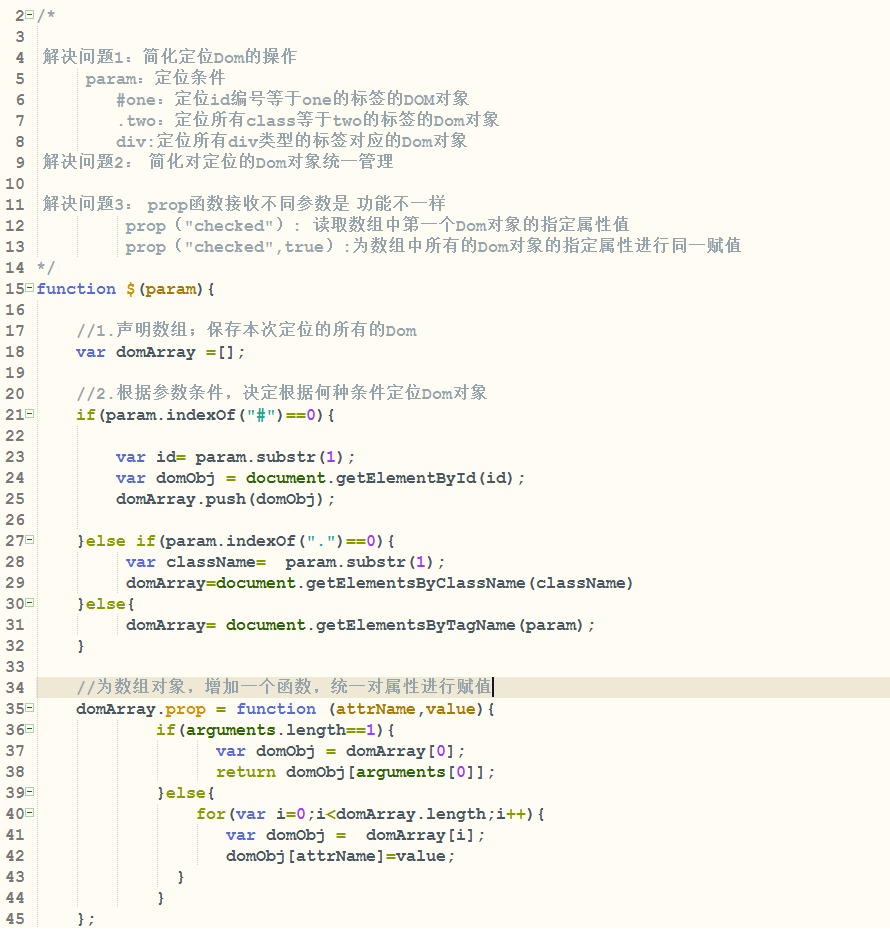 2 /*
3
4 解决问题1：简化定位Dom的操作
5 param：定位条件
6 #one：定位id编号等于one的标签的DOM对象
7 .two：定位所有class等于two的标签的Dom对象
8 div:定位所有div类型的标签对应的Dom对象
9 解决问题2： 简化对定位的Dom对象统一管理
10
11 解决问题3： prop函数接收不同参数是 功能不一样
12 prop（"checked"）: 读取数组中第一个Dom对象的指定属性值
13 prop（"checked",true）:为数组中所有的Dom对象的指定属性进行同一赋值
14 */
15 function $(param){
16
17 //1.声明数组；保存本次定位的所有的Dom
18 var domArray =[];
19
20 //2.根据参数条件，决定根据何种条件定位Dom对象
21 if(param.indexOf("#")==0){
22
23 var id= param.substr(1);
24 var domObj = document.getElementById(id);
25 domArray.push(domObj);
26
27 }else if(param.indexOf(".")==0){
28 var className=  param.substr(1);
29 domArray=document.getElementsByClassName(className)
30 }else{
31 domArray= document.getElementsByTagName(param);
32 }
33
34 //为数组对象，增加一个函数，统一对属性进行赋值
35 domArray.prop = function (attrName,value){
36 if(arguments.length==1){
37 var domObj = domArray[0];
38 return domObj[arguments[0]];
39 }else{
40 for(var i=0;i<domArray.length;i++){
41 var domObj =  domArray[i];
42 domObj[attrName]=value;
43 }
44 }
45 };